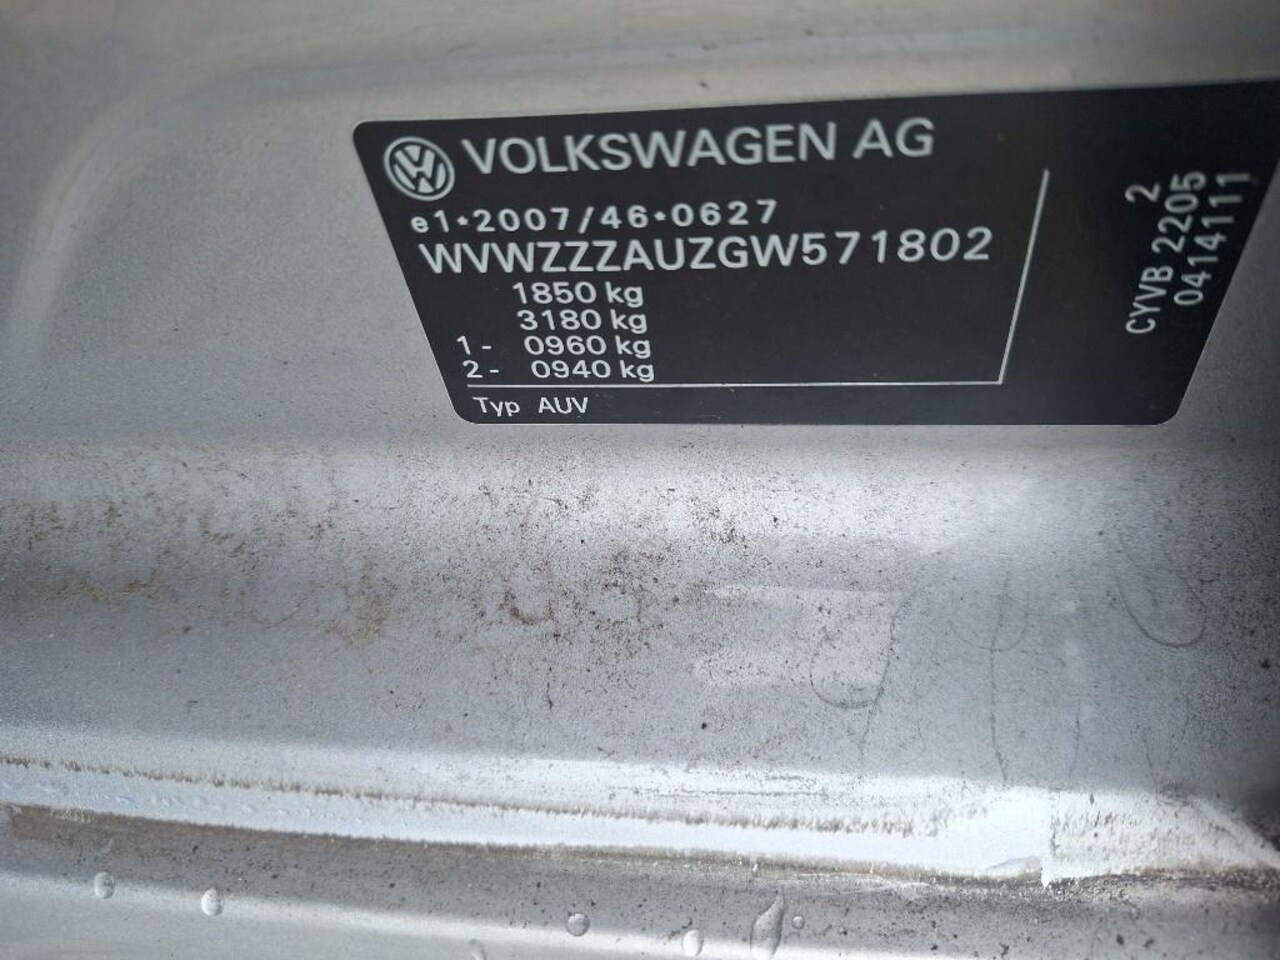 VOLKSWAGEN AG
e1*2007/46*0627
WVWZZZAUZGW571802
1850 kg
3180 kg
1- 0960 kg
2- 0940 kg
Typ AUV
2
CYVB 2205
0414111